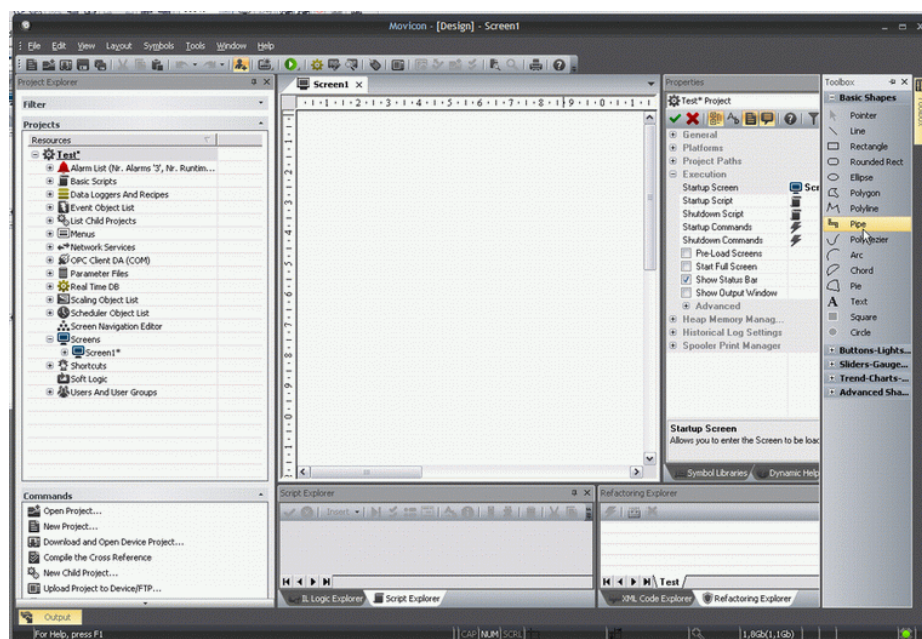 Movicon - [Design] - Screen1
File Edit View Layout Symbols Tools Window Help
Project Explorer
Filter
Projects
Resources
Test*
Alarm List (Nr. Alarms '3', Nr. Runtim...
Basic Scripts
Data Loggers And Recipes
Event Object List
List Child Projects
Menus
Network Services
OPC Client DA (COM)
Parameter Files
Real Time DB
Scaling Object List
Scheduler Object List
Screen Navigation Editor
Screens
Screen1*
Shortcuts
Soft Logic
Users And User Groups
Commands
Open Project...
New Project...
Download and Open Device Project...
Compile the Cross Reference
New Child Project...
Upload Project to Device/FTP...
Output
For Help, press F1
Screen1
Script Explorer
Insert
IL Logic Explorer Script Explorer
Properties
Test* Project
General
Platforms
Project Paths
Execution
Startup Screen Scr
Startup Script
Shutdown Script
Startup Commands
Shutdown Commands
Pre-Load Screens
Start Full Screen
Show Status Bar
Show Output Window
Advanced
Heap Memory Manag...
Historical Log Settings
Spooler Print Manager
Startup Screen
Allows you to enter the Screen to be loac
Symbol Libraries Dynamic Help
Refactoring Explorer
Test
XML Code Explorer Refactoring Explorer
Toolbox
Basic Shapes
Pointer
Line
Rectangle
Rounded Rect
Ellipse
Polygon
Polyline
Pipe
Arc
Chord
Pie
Text
Square
Circle
Buttons-Lights...
Sliders-Gauge...
Trend-Charts-...
Advanced Sha...
CAP NUM SCRL
1,8Gb(1,1Gb)